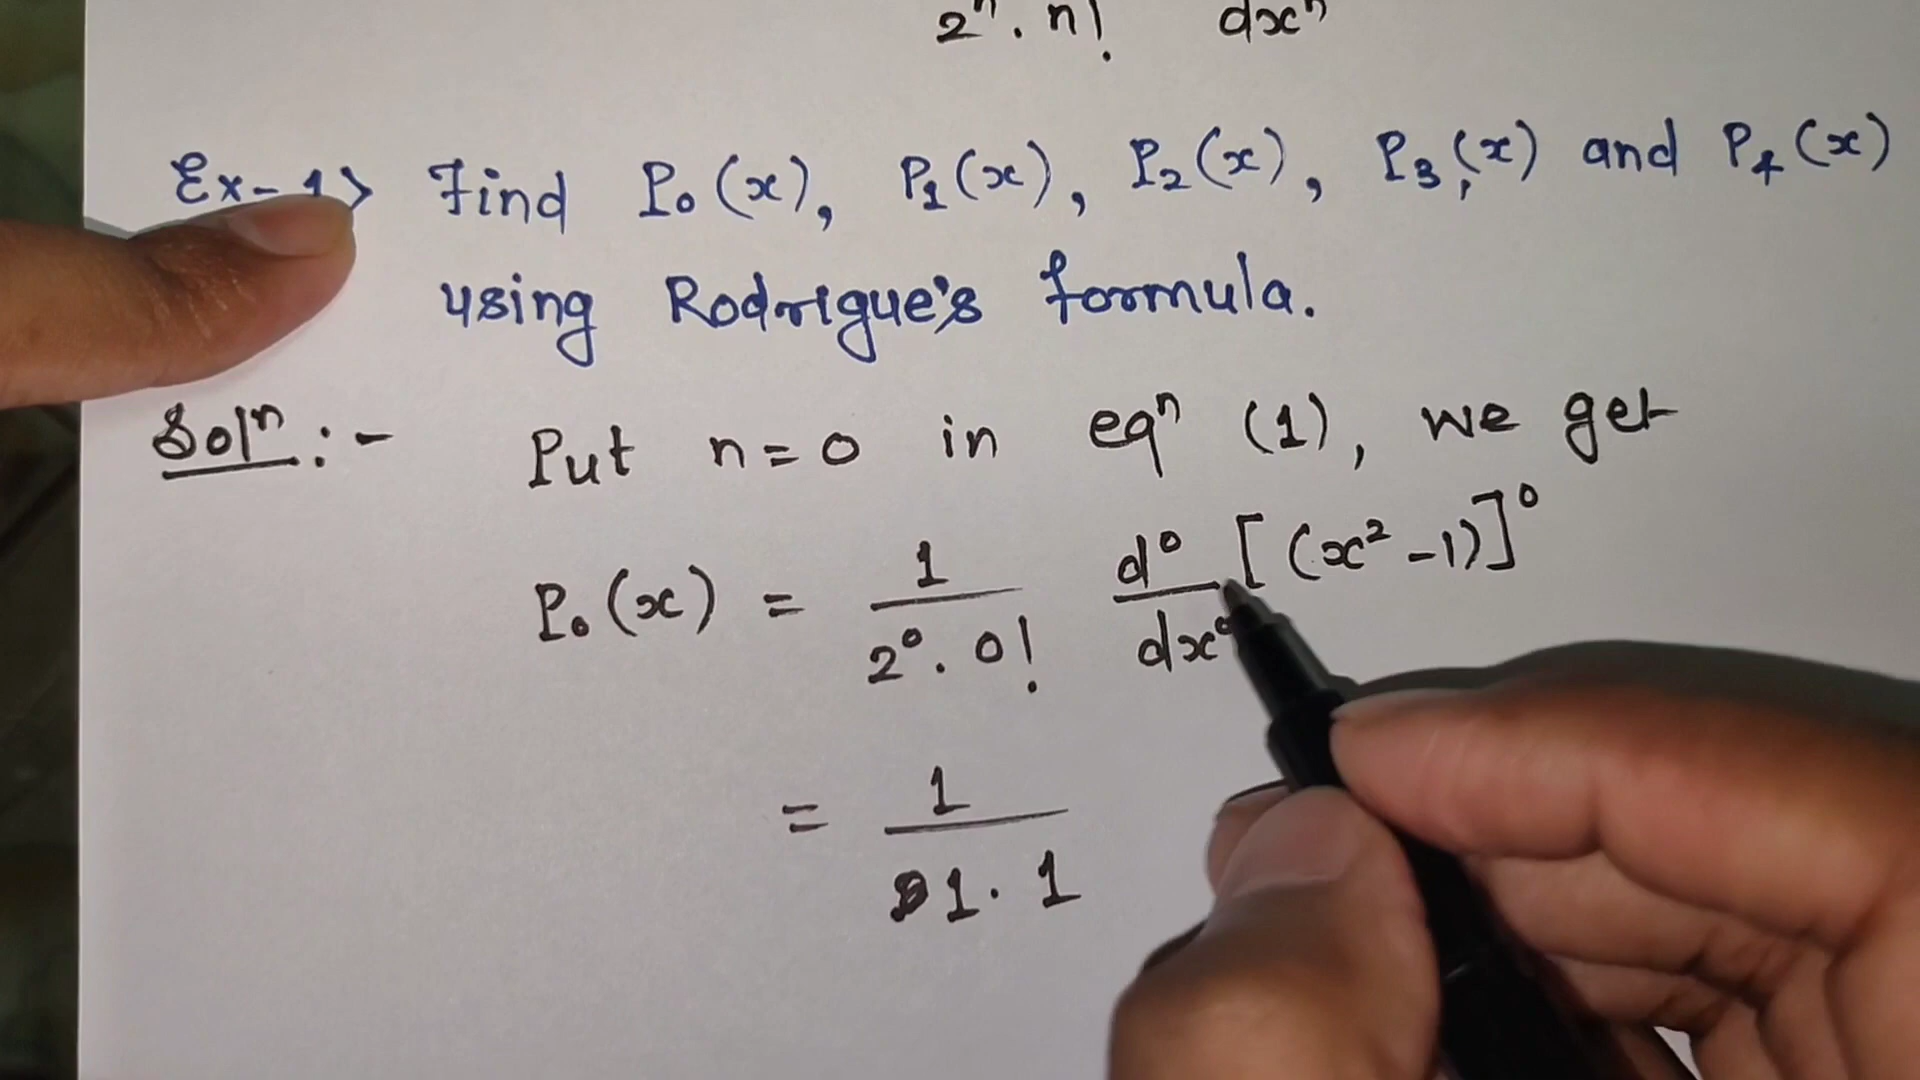 2ⁿ . n! dxⁿ
Ex-1> Find P₀(x), P₁(x), P₂(x), P₃(x) and P₄(x)
using Rodrigue's formula.
Solⁿ :- Put n=0 in eqⁿ (1), we get
P₀(x) = 1/(2⁰ . 0!) d⁰/dx⁰ [(x²-1)]⁰
= 1/(1 . 1)